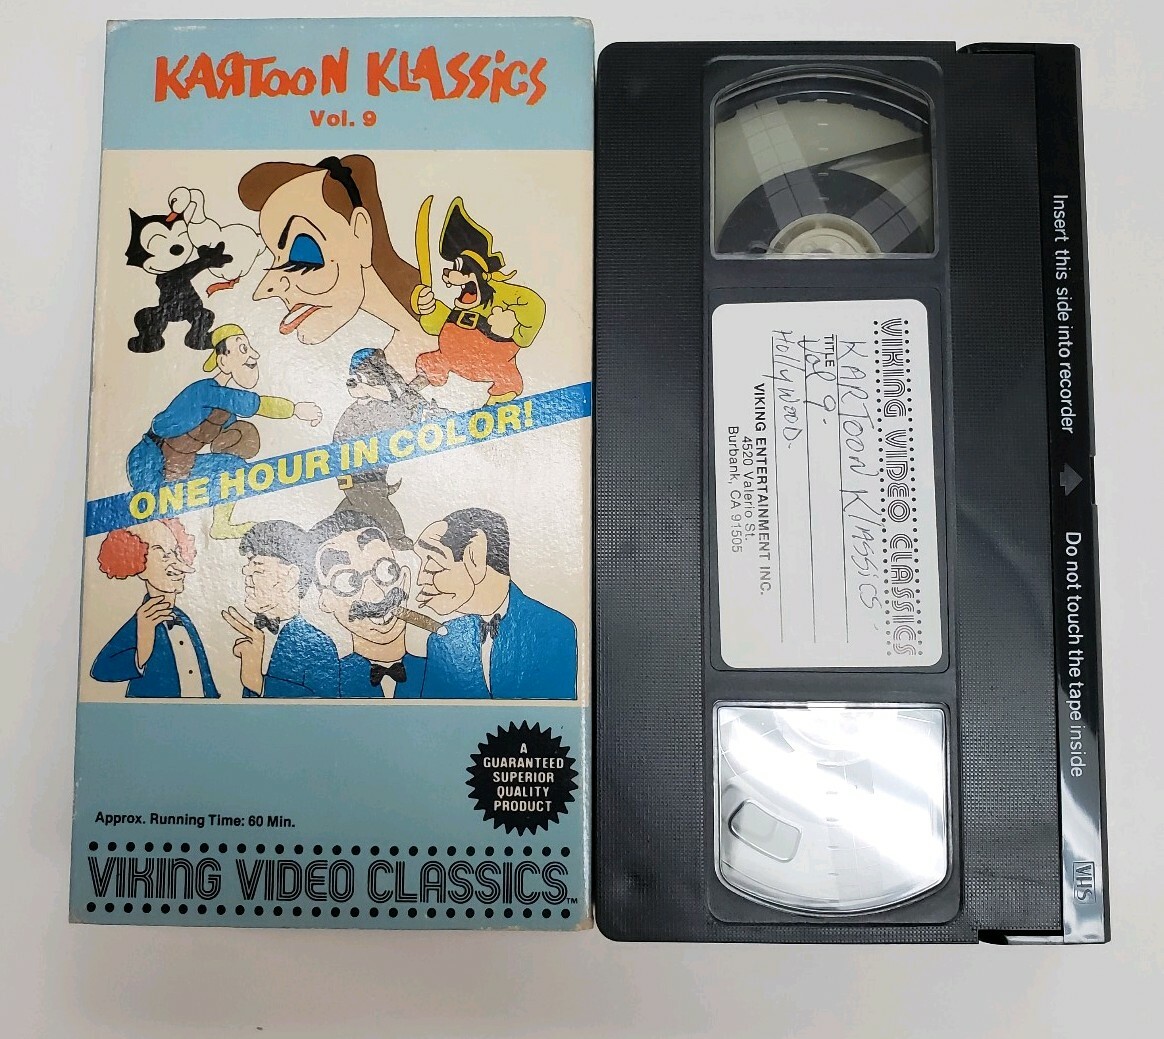 KARTOON KLASSICS
Vol. 9
ONE HOUR IN COLOR!
A
GUARANTEED
SUPERIOR
QUALITY
PRODUCT
Approx. Running Time: 60 Min.
VIKING VIDEO CLASSICS™
VIKING VIDEO CLASSICS
KARTOON KlASSiCS,
TITLE Vol 9.
HOllyWOOD.
VIKING ENTERTAINMENT INC.
4520 Valerio St.
Burbank, CA 91505
Insert this side into recorder
Do not touch the tape inside
VHS